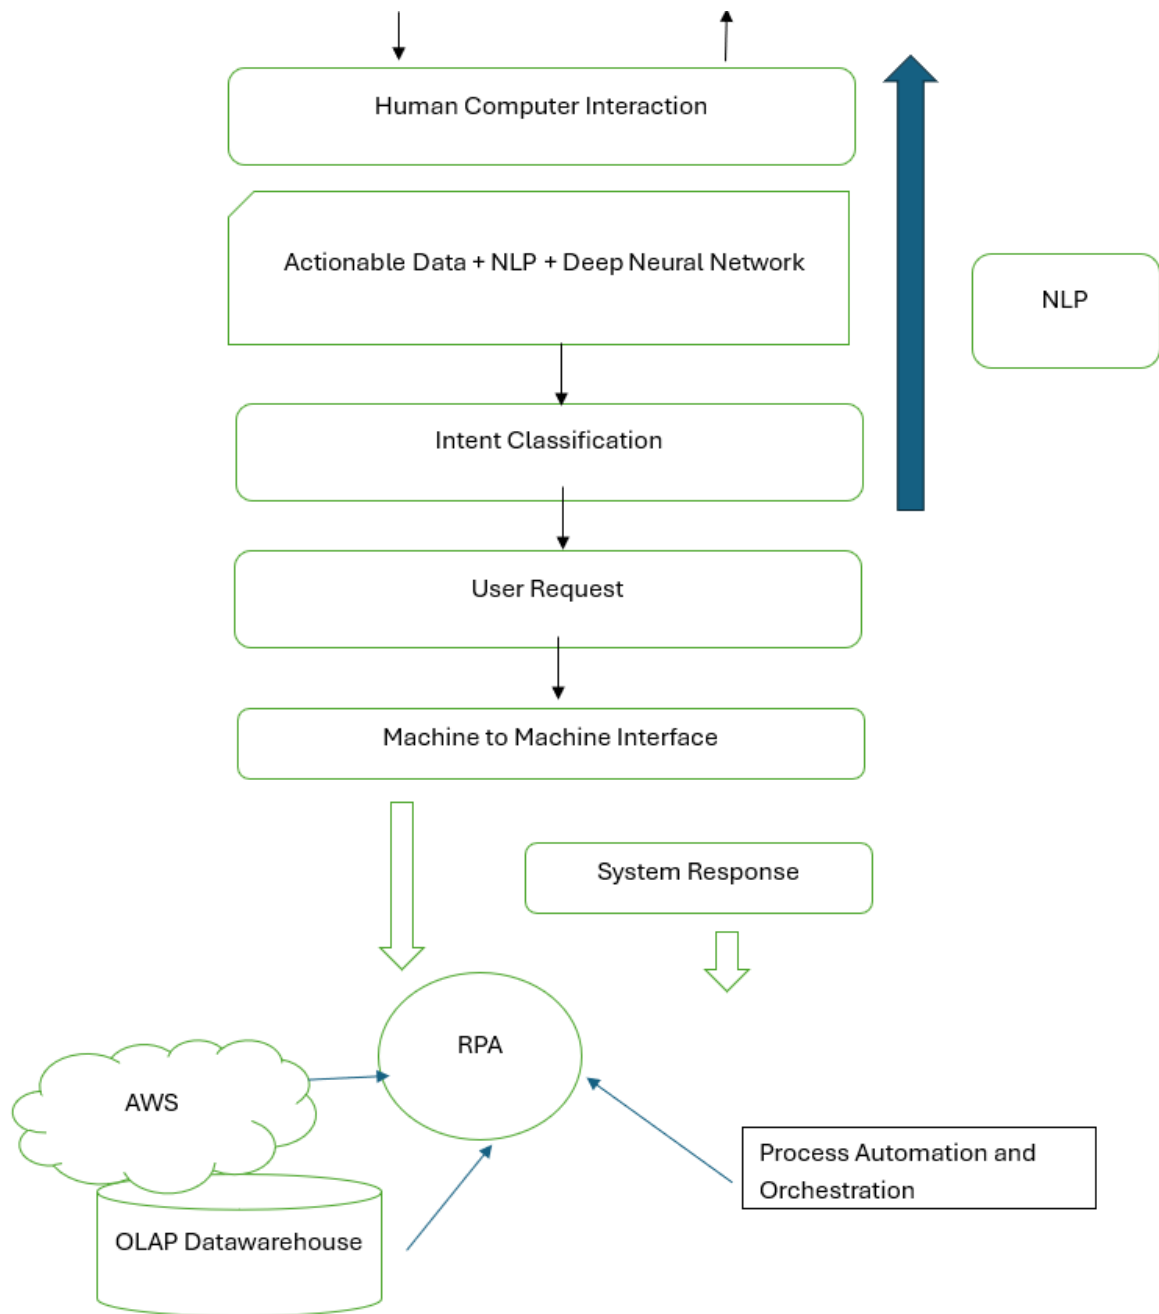 Human Computer Interaction
Actionable Data + NLP + Deep Neural Network
NLP
Intent Classification
User Request
Machine to Machine Interface
System Response
RPA
AWS
Process Automation and
Orchestration
OLAP Datawarehouse